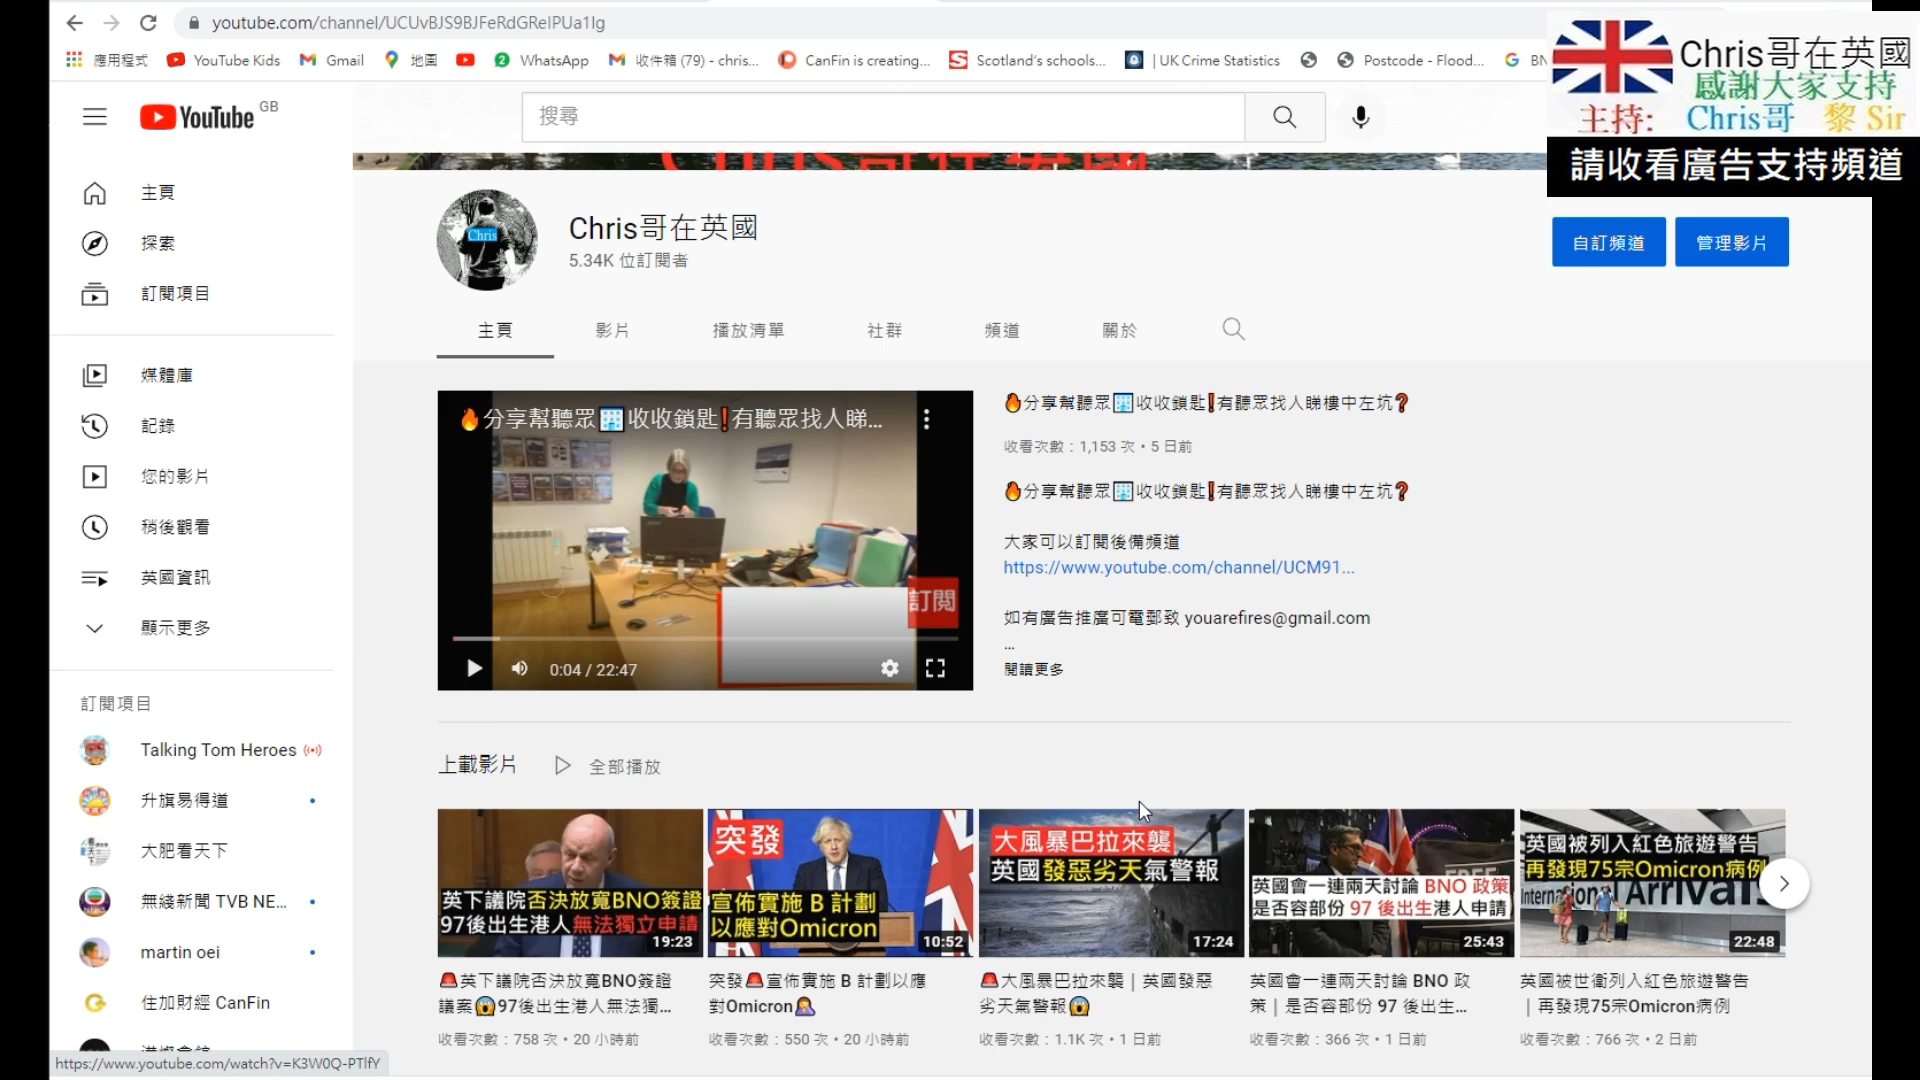 youtube.com/channel/UCUvBJS9BJFeRdGReIPUa1Ig
應用程式 YouTube Kids Gmail 地圖 WhatsApp 收件箱 (79) - chris... CanFin is creating... Scotland's schools... | UK Crime Statistics Postcode - Flood... BN
Chris哥在英國
感謝大家支持
主持: Chris哥 黎 Sir
請收看廣告支持頻道
YouTube GB
搜尋
主頁
探索
訂閱項目
媒體庫
記錄
您的影片
稍後觀看
英國資訊
顯示更多
訂閱項目
Talking Tom Heroes
升旗易得道
大肥看天下
無綫新聞 TVB NE...
martin oei
住加財經 CanFin
https://www.youtube.com/watch?v=K3W0Q-PTlfY
Chris哥在英國
Chris
Chris哥在英國
5.34K 位訂閱者
自訂頻道 管理影片
主頁 影片 播放清單 社群 頻道 關於
🔥分享幫聽眾🏢收收鎖匙❗有聽眾找人睇...
訂閱
0:04 / 22:47
🔥分享幫聽眾🏢收收鎖匙❗有聽眾找人睇樓中左坑❓
收看次數：1,153 次 • 5 日前
🔥分享幫聽眾🏢收收鎖匙❗有聽眾找人睇樓中左坑❓
大家可以訂閱後備頻道
https://www.youtube.com/channel/UCM91...
如有廣告推廣可電郵致 youarefires@gmail.com
...
閱讀更多
上載影片 全部播放
英下議院否決放寬BNO簽證
97後出生港人無法獨立申請
19:23
🚨英下議院否決放寬BNO簽證
議案😱97後出生港人無法獨...
收看次數：758 次 • 20 小時前
突發
宣佈實施 B 計劃
以應對Omicron
10:52
突發🚨宣佈實施 B 計劃以應
對Omicron🤦
收看次數：550 次 • 20 小時前
大風暴巴拉來襲
英國發惡劣天氣警報
17:24
🚨大風暴巴拉來襲｜英國發惡
劣天氣警報😱
收看次數：1.1K 次 • 1 日前
英國會一連兩天討論 BNO 政策
是否容部份 97 後出生港人申請
25:43
英國會一連兩天討論 BNO 政
策｜是否容部份 97 後出生...
收看次數：366 次 • 1 日前
英國被列入紅色旅遊警告
再發現75宗Omicron病例
International Arrivals
22:48
英國被世衛列入紅色旅遊警告
｜再發現75宗Omicron病例
收看次數：766 次 • 2 日前